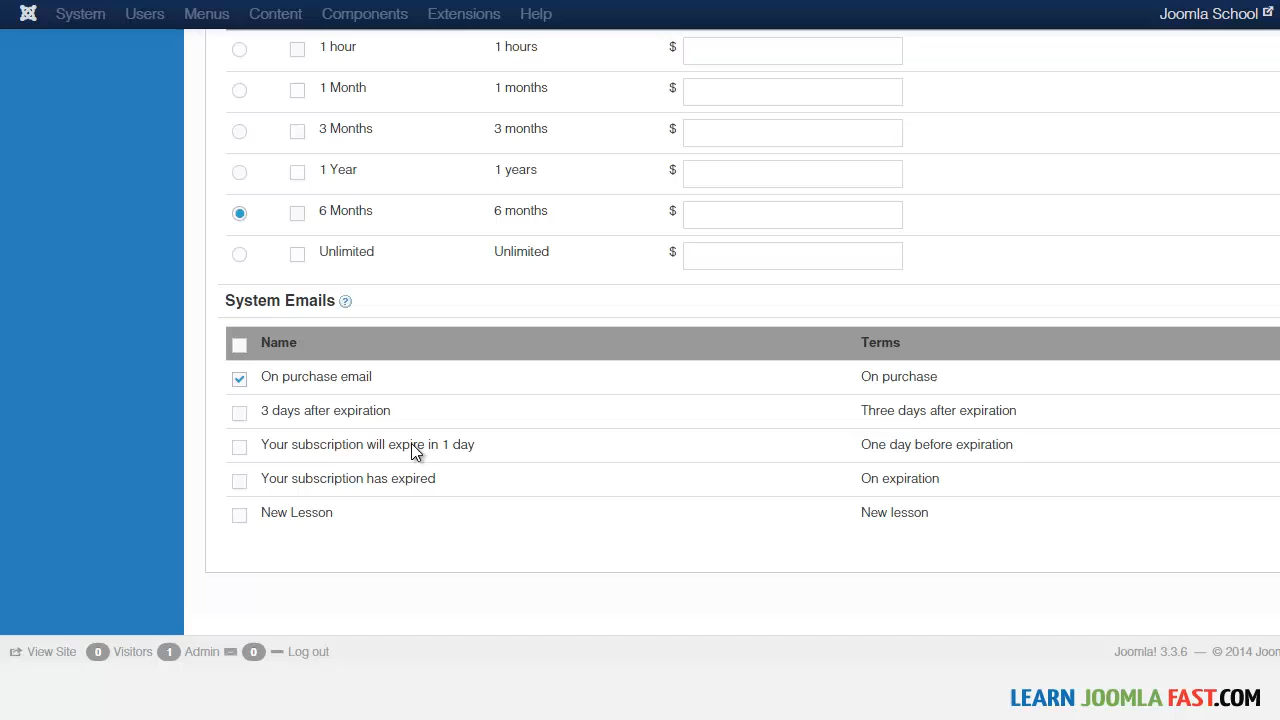 System Users Menus Content Components Extensions Help Joomla School
1 hour 1 hours $
1 Month 1 months $
3 Months 3 months $
1 Year 1 years $
6 Months 6 months $
Unlimited Unlimited $
System Emails ?
Name Terms
On purchase email On purchase
3 days after expiration Three days after expiration
Your subscription will expire in 1 day One day before expiration
Your subscription has expired On expiration
New Lesson New lesson
View Site 0 Visitors 1 Admin 0 Log out Joomla! 3.3.6 — © 2014 Joom
LEARN JOOMLA FAST.COM